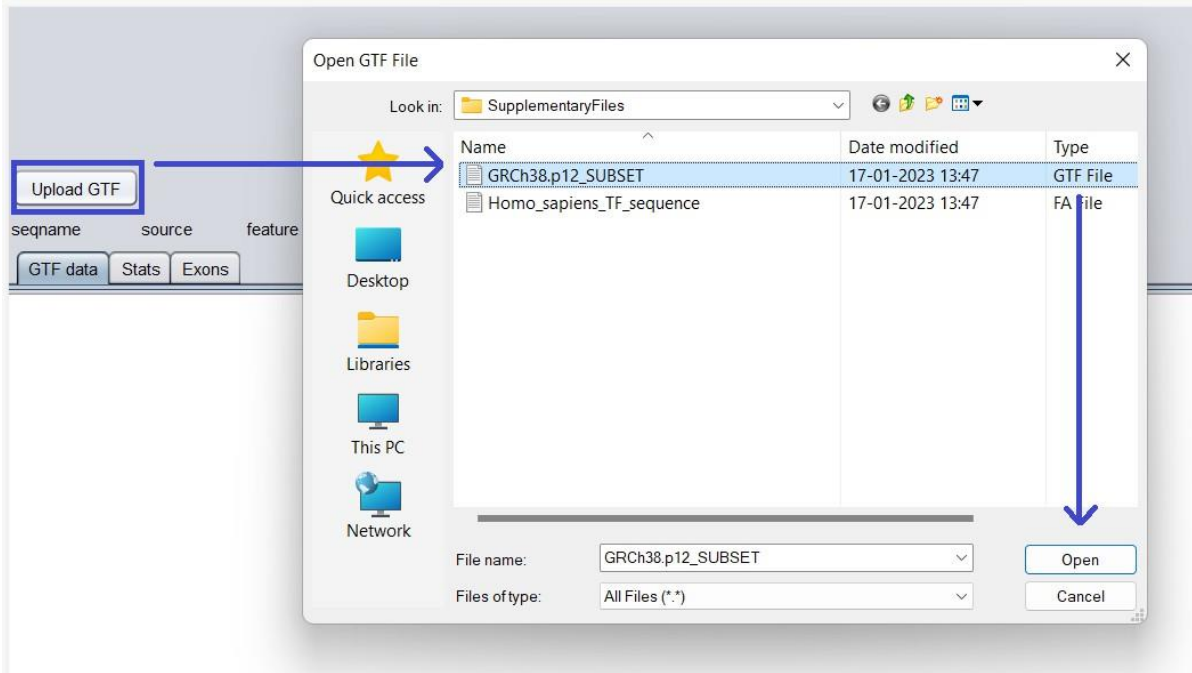 Open GTF File
Look in: SupplementaryFiles
Name Date modified Type
GRCh38.p12_SUBSET 17-01-2023 13:47 GTF File
Homo_sapiens_TF_sequence 17-01-2023 13:47 FA File
Upload GTF
seqname source feature
GTF data Stats Exons
Quick access
Desktop
Libraries
This PC
Network
File name: GRCh38.p12_SUBSET Open
Files of type: All Files (*.*) Cancel